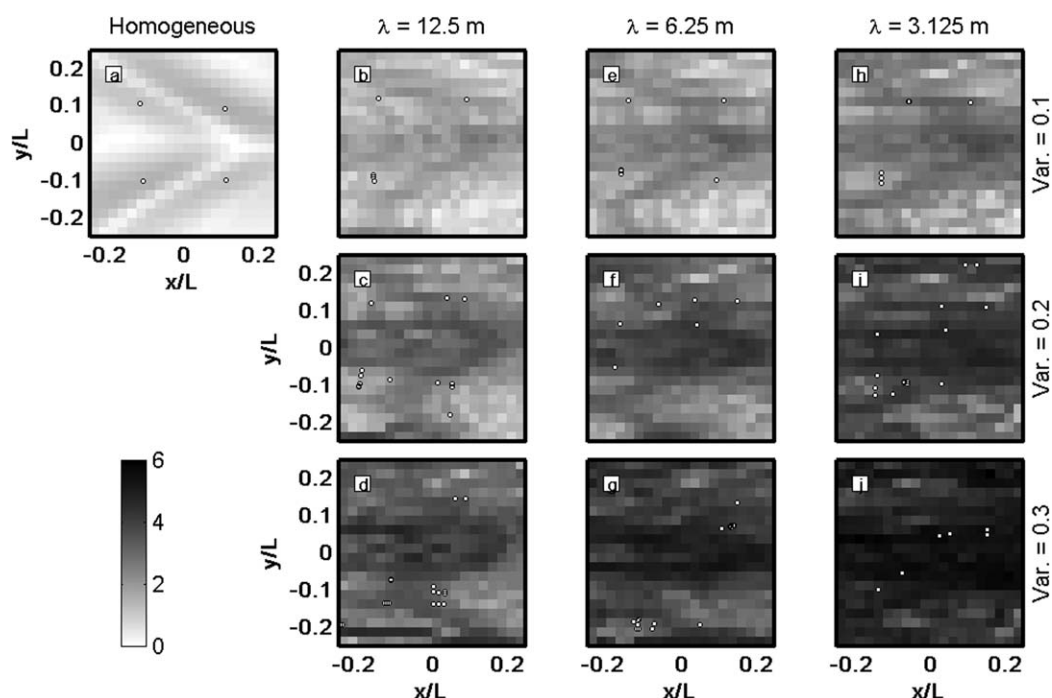 Homogeneous
λ = 12.5 m
λ = 6.25 m
λ = 3.125 m
0.2
0.1
0
-0.1
-0.2
y/L
a
b
e
h
Var. = 0.1
-0.2 0 0.2
x/L
0.2
0.1
0
-0.1
-0.2
y/L
c
f
i
Var. = 0.2
6
4
2
0
0.2
0.1
0
-0.1
-0.2
y/L
d
g
j
Var. = 0.3
-0.2 0 0.2
x/L
-0.2 0 0.2
x/L
-0.2 0 0.2
x/L